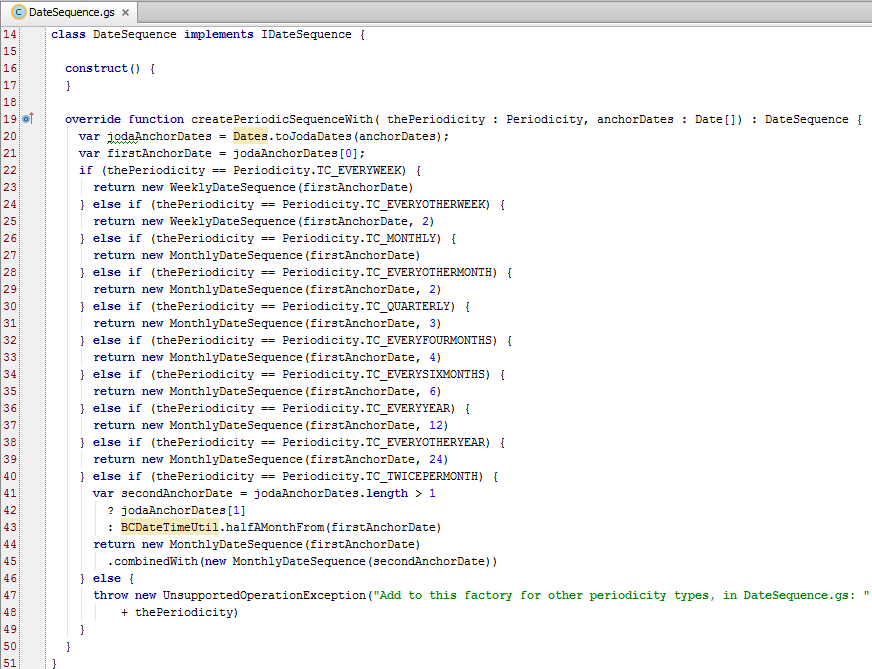 DateSequence.gs
14 class DateSequence implements IDateSequence {
15
16 construct() {
17 }
18
19 override function createPeriodicSequenceWith( thePeriodicity : Periodicity, anchorDates : Date[]) : DateSequence {
20 var jodaAnchorDates = Dates.toJodaDates(anchorDates);
21 var firstAnchorDate = jodaAnchorDates[0];
22 if (thePeriodicity == Periodicity.TC_EVERYWEEK) {
23 return new WeeklyDateSequence(firstAnchorDate)
24 } else if (thePeriodicity == Periodicity.TC_EVERYOTHERWEEK) {
25 return new WeeklyDateSequence(firstAnchorDate, 2)
26 } else if (thePeriodicity == Periodicity.TC_MONTHLY) {
27 return new MonthlyDateSequence(firstAnchorDate)
28 } else if (thePeriodicity == Periodicity.TC_EVERYOTHERMONTH) {
29 return new MonthlyDateSequence(firstAnchorDate, 2)
30 } else if (thePeriodicity == Periodicity.TC_QUARTERLY) {
31 return new MonthlyDateSequence(firstAnchorDate, 3)
32 } else if (thePeriodicity == Periodicity.TC_EVERYFOURMONTHS) {
33 return new MonthlyDateSequence(firstAnchorDate, 4)
34 } else if (thePeriodicity == Periodicity.TC_EVERYSIXMONTHS) {
35 return new MonthlyDateSequence(firstAnchorDate, 6)
36 } else if (thePeriodicity == Periodicity.TC_EVERYYEAR) {
37 return new MonthlyDateSequence(firstAnchorDate, 12)
38 } else if (thePeriodicity == Periodicity.TC_EVERYOTHERYEAR) {
39 return new MonthlyDateSequence(firstAnchorDate, 24)
40 } else if (thePeriodicity == Periodicity.TC_TWICEPERMONTH) {
41 var secondAnchorDate = jodaAnchorDates.length > 1
42 ? jodaAnchorDates[1]
43 : BCDateTimeUtil.halfAMonthFrom(firstAnchorDate)
44 return new MonthlyDateSequence(firstAnchorDate)
45 .combinedWith(new MonthlyDateSequence(secondAnchorDate))
46 } else {
47 throw new UnsupportedOperationException("Add to this factory for other periodicity types, in DateSequence.gs: "
48 + thePeriodicity)
49 }
50 }
51 }